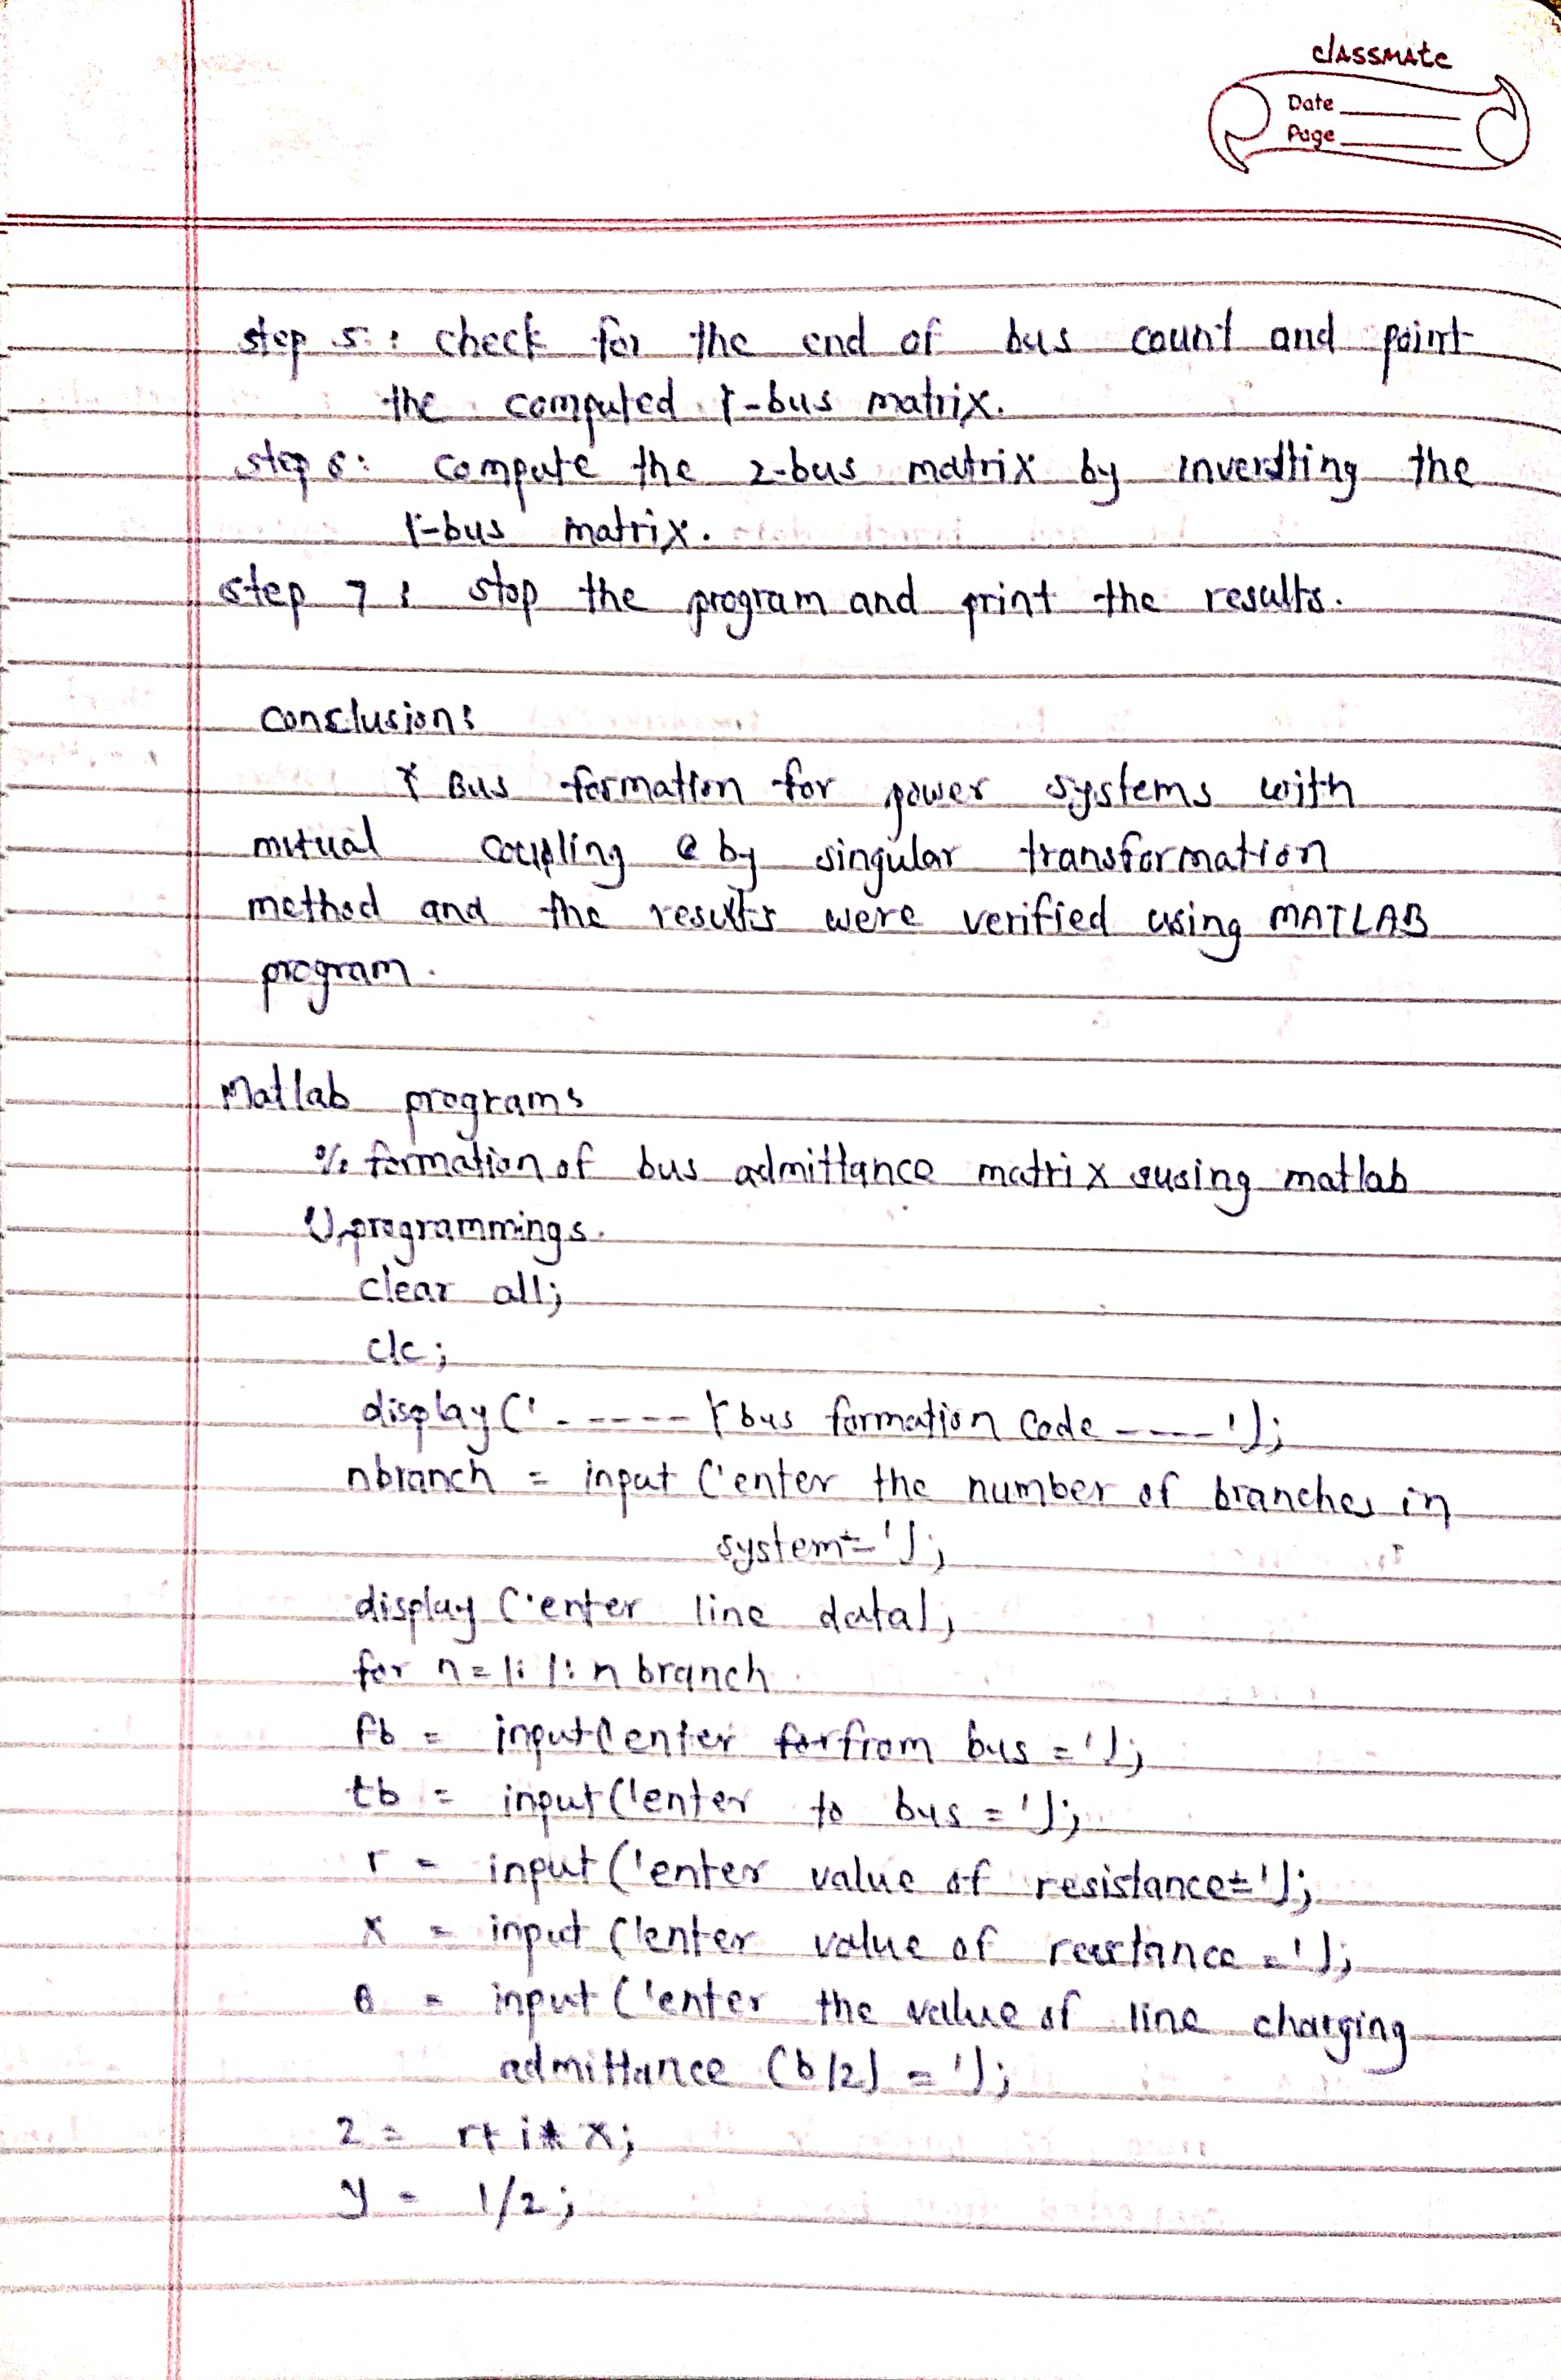 classmate
Date
Page
step 5: : check for the end of bus count and point
the computed Y-bus matrix.
step 6: compute the z-bus matrix by inverdting the
Y-bus matrix.
step 7 : stop the program and print the results.
conclusion:
Y Bus formation for power systems with
mutual coupling by singular transformation
method and the results were verified using MATLAB
program.
Matlab programs
% formation of bus admittance matrix using matlab
1) programmings.
clear all;
clc;
display ('------ Y bus formation code ----');
nbranch = input ('enter the number of branches in
system= ');
display ('enter line data);
for n=1:1:nbranch
fb = input('enter from bus =');
tb = input ('enter to bus =');
r = input ('enter value of resistance=');
x = input ('enter value of reactance =');
B = input ('enter the value of line charging
admittance (b/2) =');
z = r+i*x;
y = 1/z;